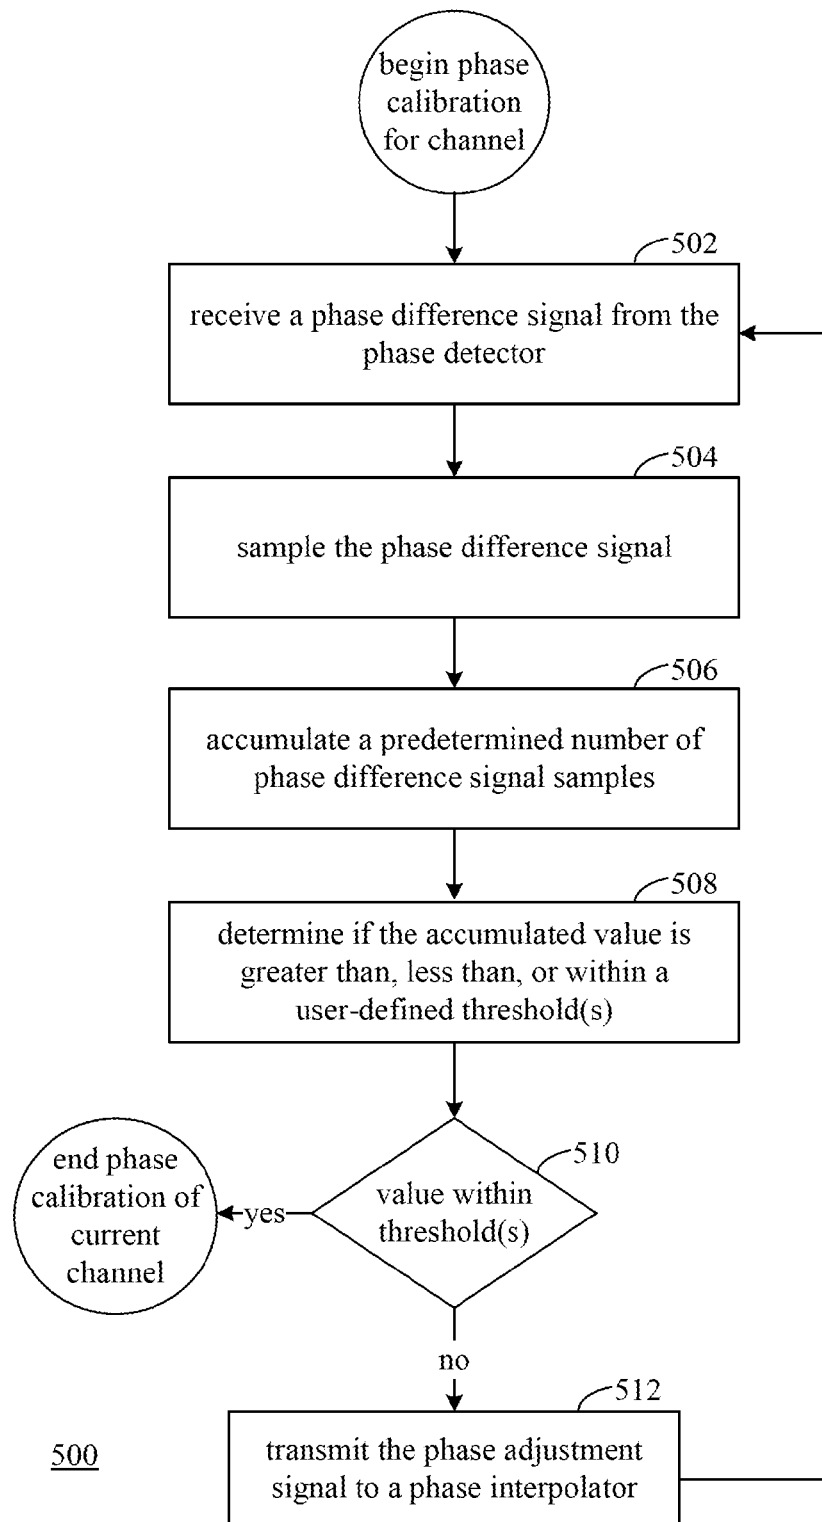 begin phase
calibration
for channel
502
receive a phase difference signal from the
phase detector
504
sample the phase difference signal
506
accumulate a predetermined number of
phase difference signal samples
508
determine if the accumulated value is
greater than, less than, or within a
user-defined threshold(s)
510
value within
threshold(s)
yes
end phase
calibration of
current
channel
no
512
transmit the phase adjustment
signal to a phase interpolator
500